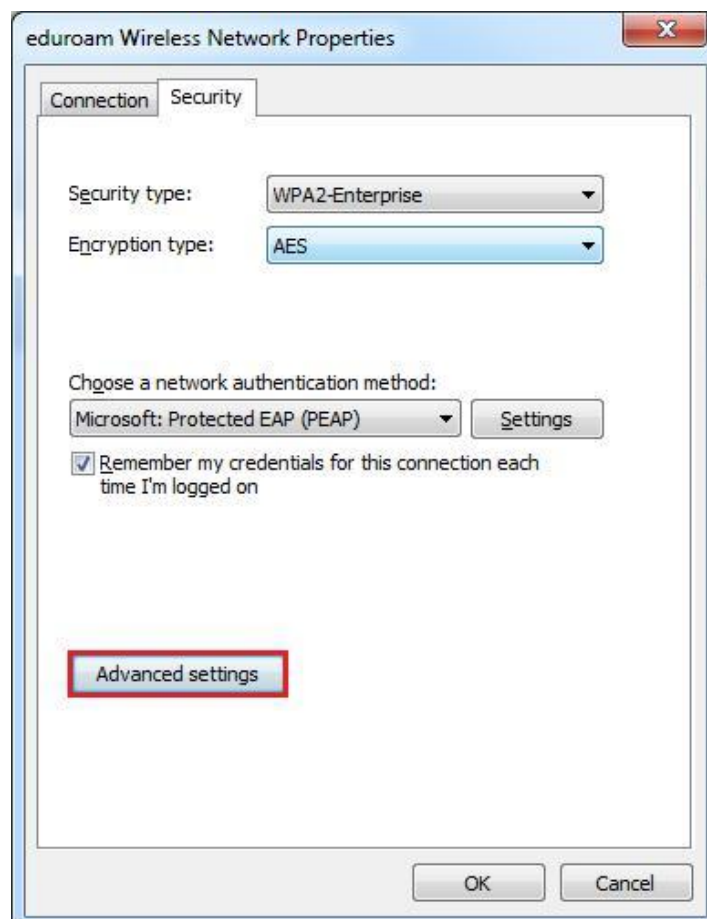 eduroam Wireless Network Properties
Connection Security
Security type: WPA2-Enterprise
Encryption type: AES
Choose a network authentication method:
Microsoft: Protected EAP (PEAP) Settings
Remember my credentials for this connection each
time I'm logged on
Advanced settings
OK Cancel